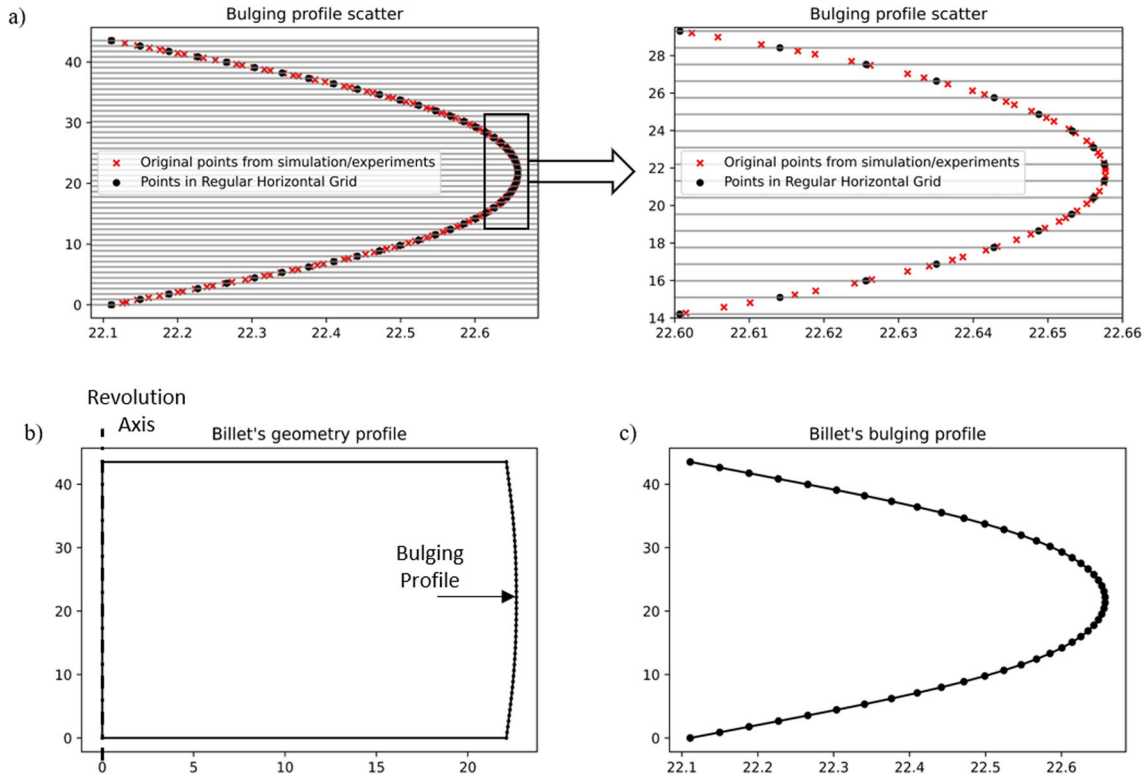 a)
Bulging profile scatter
40
30
20
10
0
22.1 22.2 22.3 22.4 22.5 22.6
Original points from simulation/experiments
Points in Regular Horizontal Grid
Bulging profile scatter
28
26
24
22
20
18
16
14
22.60 22.61 22.62 22.63 22.64 22.65 22.66
Original points from simulation/experiments
Points in Regular Horizontal Grid
Revolution
Axis
b)
Billet's geometry profile
40
30
20
10
0
0 5 10 15 20
Bulging
Profile
c)
Billet's bulging profile
40
30
20
10
0
22.1 22.2 22.3 22.4 22.5 22.6